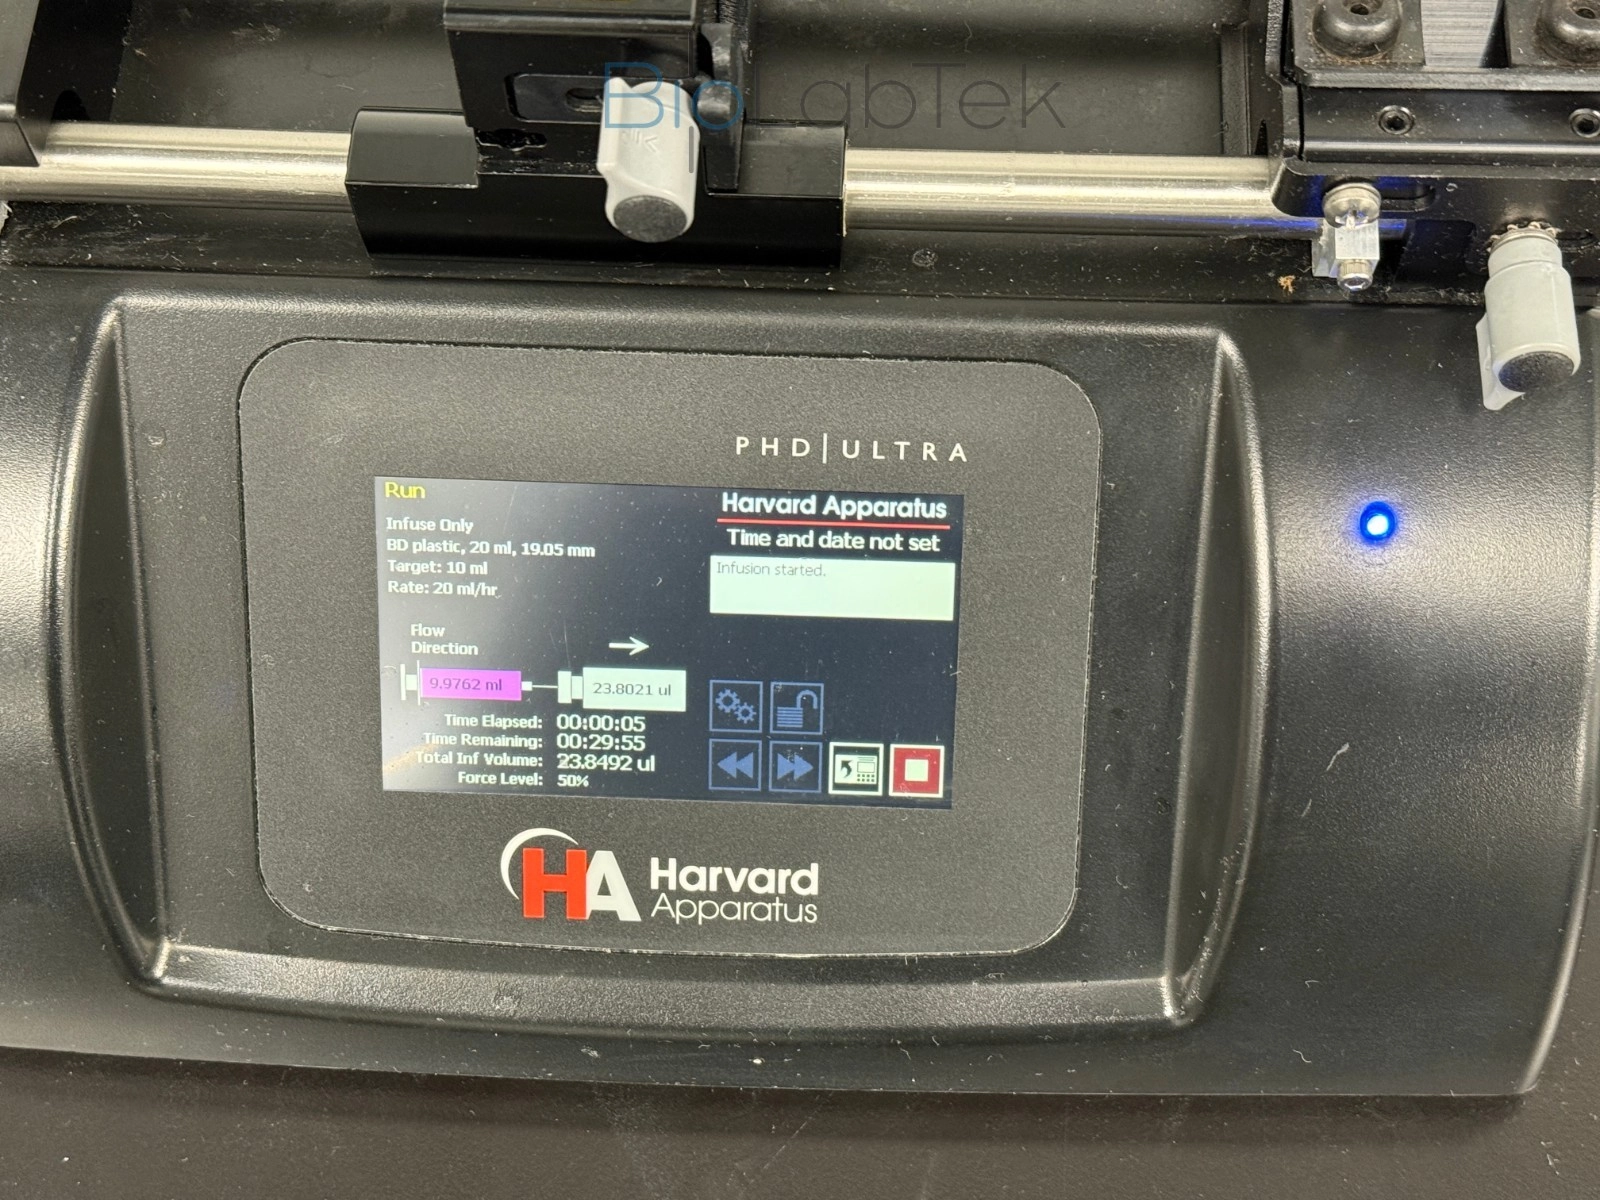 BioLabTek
PHD|ULTRA
Run
Infuse Only
BD plastic, 20 ml, 19.05 mm
Target: 10 ml
Rate: 20 ml/hr
Harvard Apparatus
Time and date not set
Infusion started.
Flow
Direction
9.9762 ml
23.8021 ul
Time Elapsed: 00:00:05
Time Remaining: 00:29:55
Total Inf Volume: 23.8492 ul
Force Level: 50%
HA Harvard
Apparatus